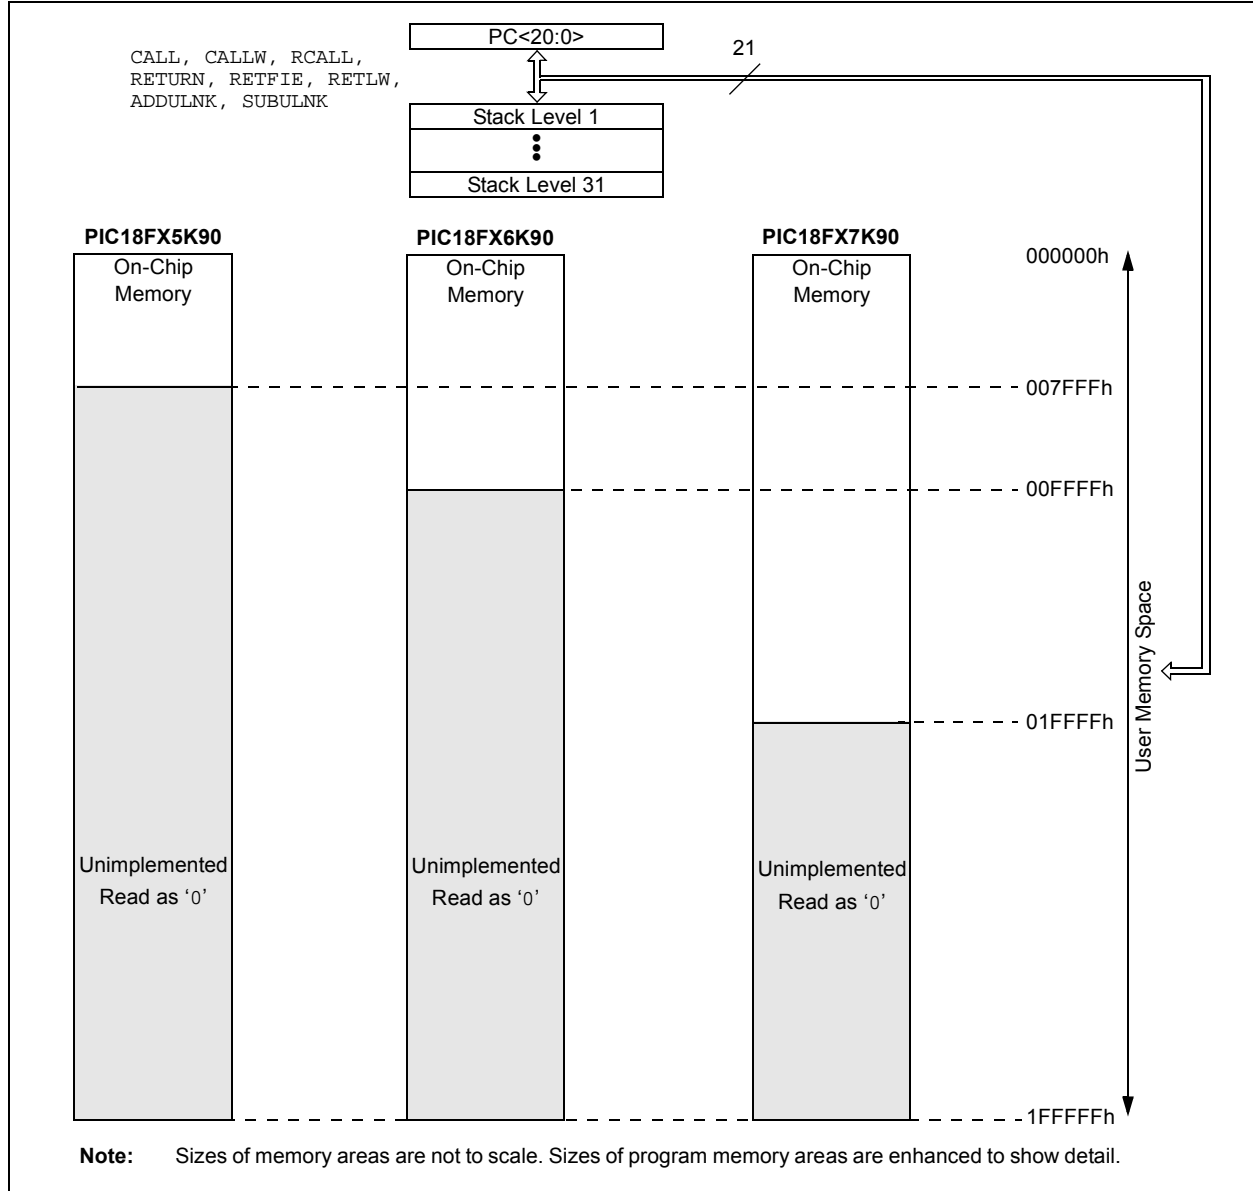 PC<20:0>
21
CALL, CALLW, RCALL,
RETURN, RETFIE, RETLW,
ADDULNK, SUBULNK
Stack Level 1
Stack Level 31
PIC18FX5K90
PIC18FX6K90
PIC18FX7K90
On-Chip
Memory
On-Chip
Memory
On-Chip
Memory
000000h
007FFFh
00FFFFh
01FFFFh
User Memory Space
Unimplemented
Read as ‘0’
Unimplemented
Read as ‘0’
Unimplemented
Read as ‘0’
1FFFFFh
Note: Sizes of memory areas are not to scale. Sizes of program memory areas are enhanced to show detail.